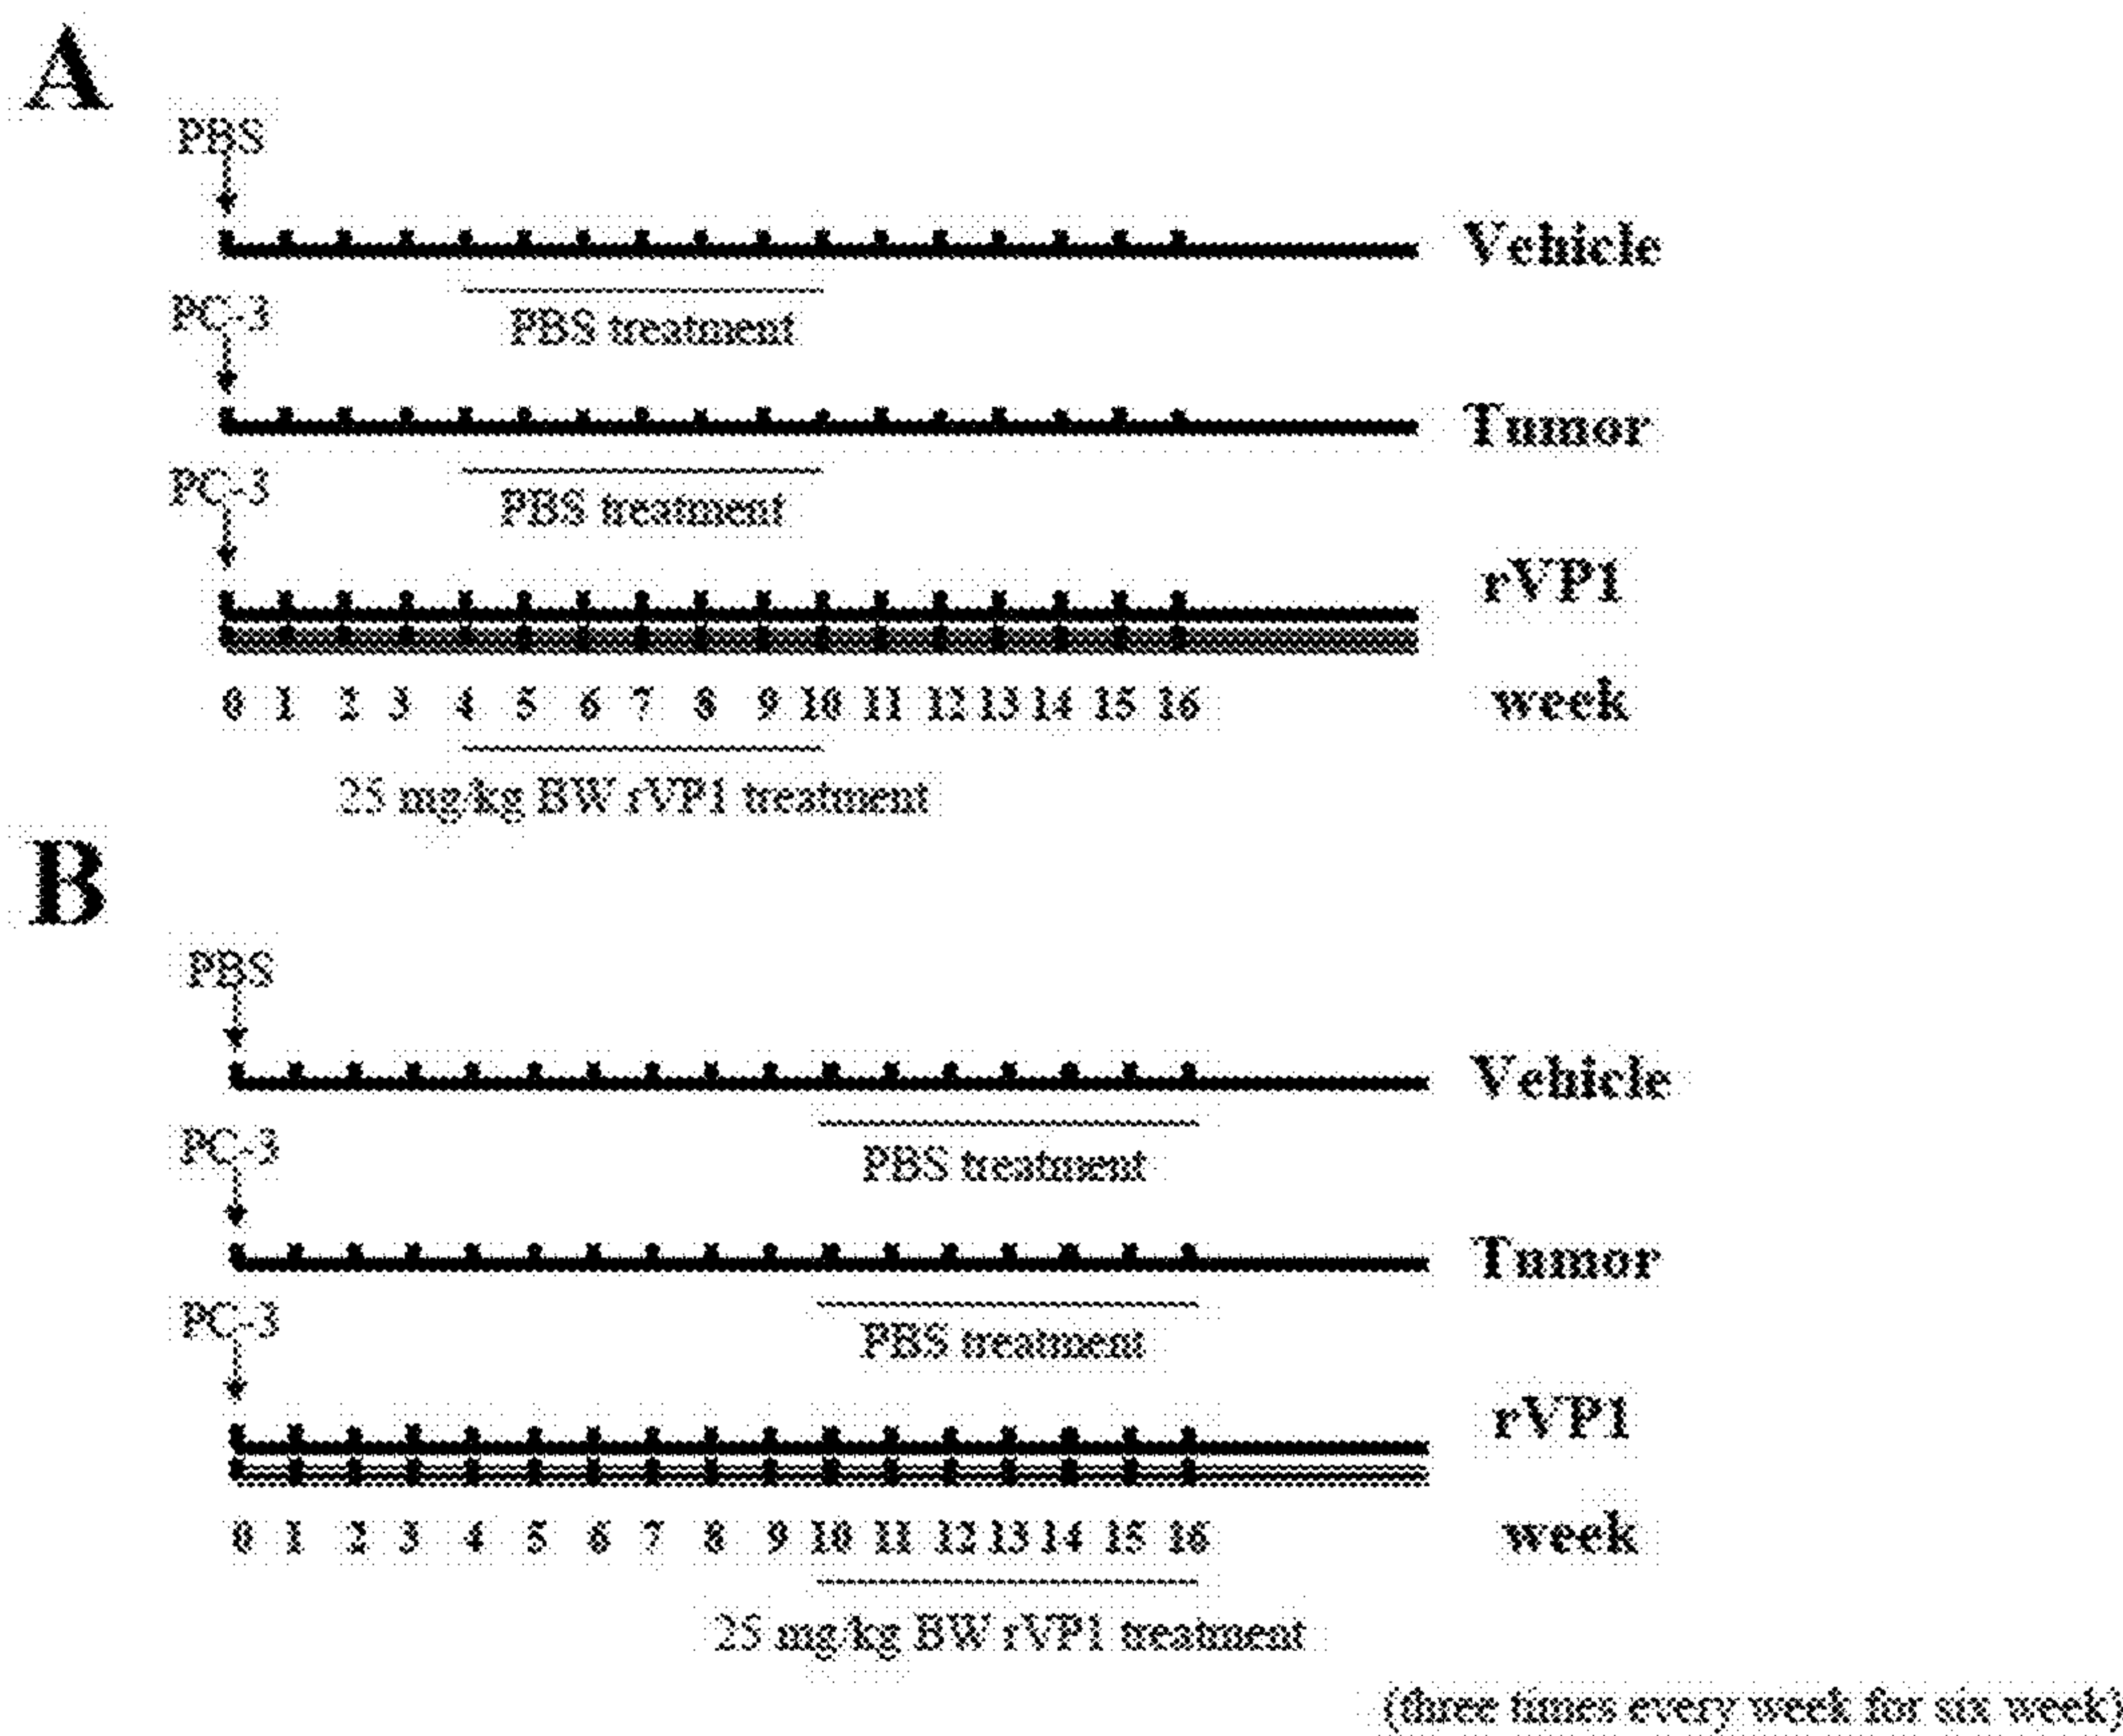 A
PBS
Vehicle
PBS treatment
PC-3
Tumor
PBS treatment
PC-3
rVP1
0 1 2 3 4 5 6 7 8 9 10 11 12 13 14 15 16 week
25 mg/kg BW rVP1 treatment
B
PBS
Vehicle
PBS treatment
PC-3
Tumor
PBS treatment
PC-3
rVP1
0 1 2 3 4 5 6 7 8 9 10 11 12 13 14 15 16 week
25 mg/kg BW rVP1 treatment
(three times every week for six week)